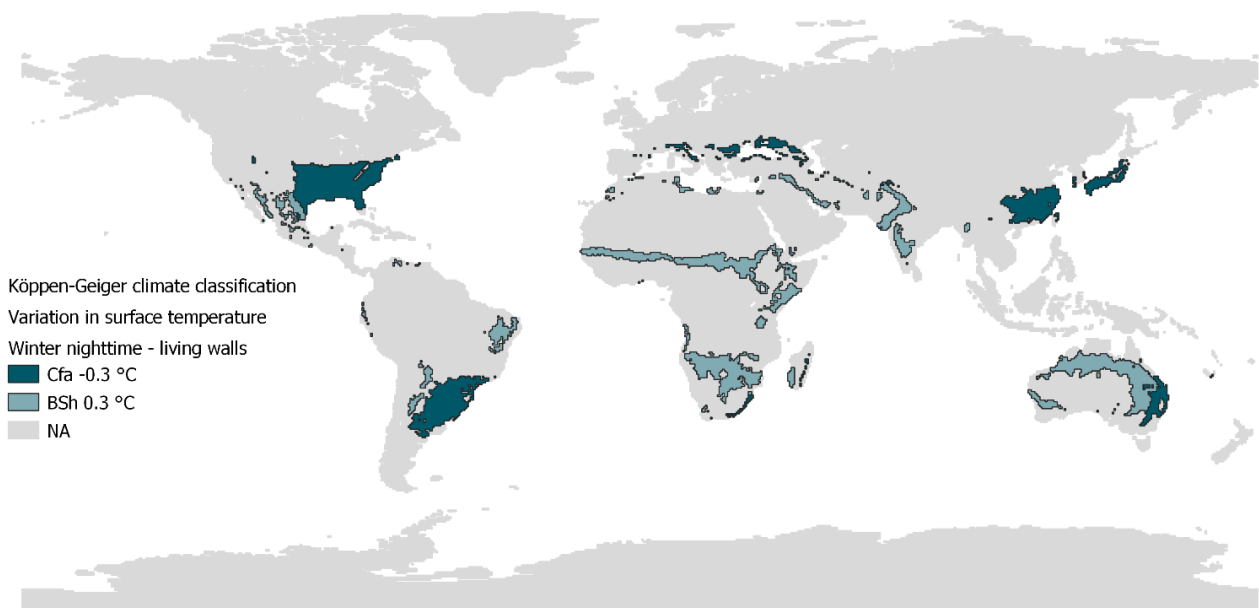 Köppen-Geiger climate classification
Variation in surface temperature
Winter nighttime - living walls
Cfa -0.3 °C
BSh 0.3 °C
NA